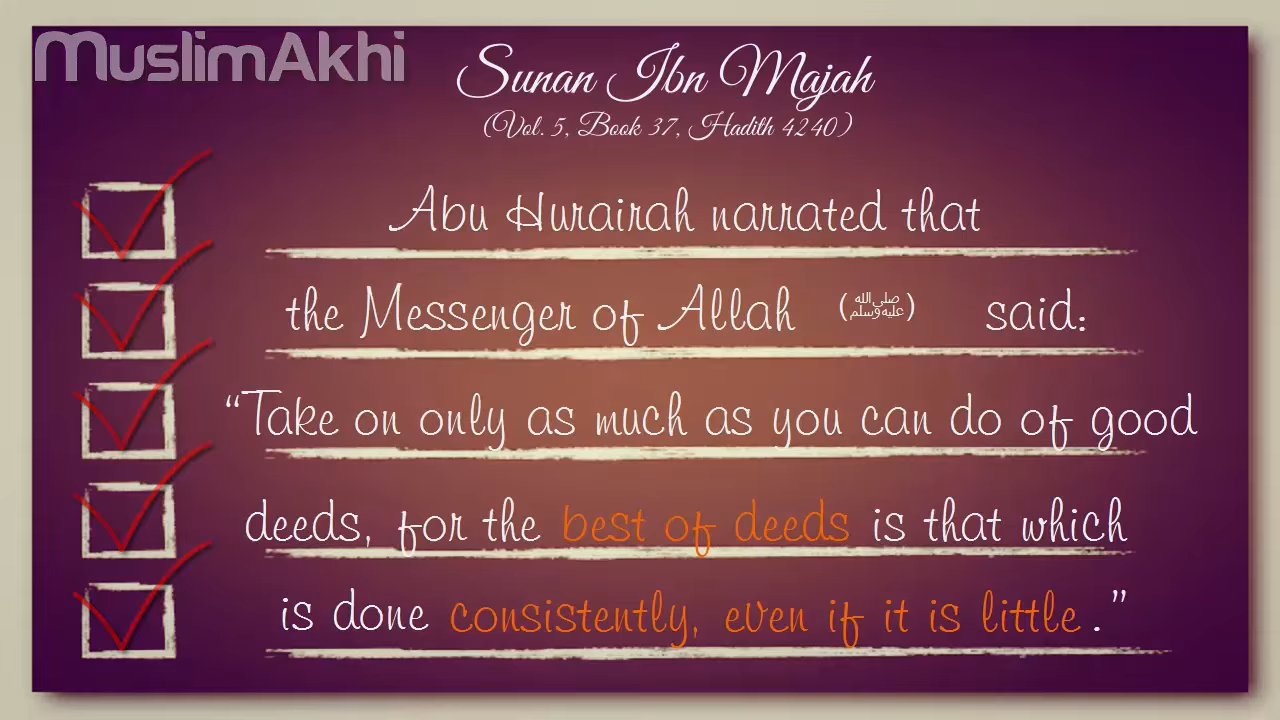 MuslimAkhi
Sunan Ibn Majah
(Vol. 5, Book 37, Hadith 4240)
Abu Hurairah narrated that
the Messenger of Allah (صلى الله عليه وسلم) said:
“Take on only as much as you can do of good
deeds, for the best of deeds is that which
is done consistently, even if it is little.”